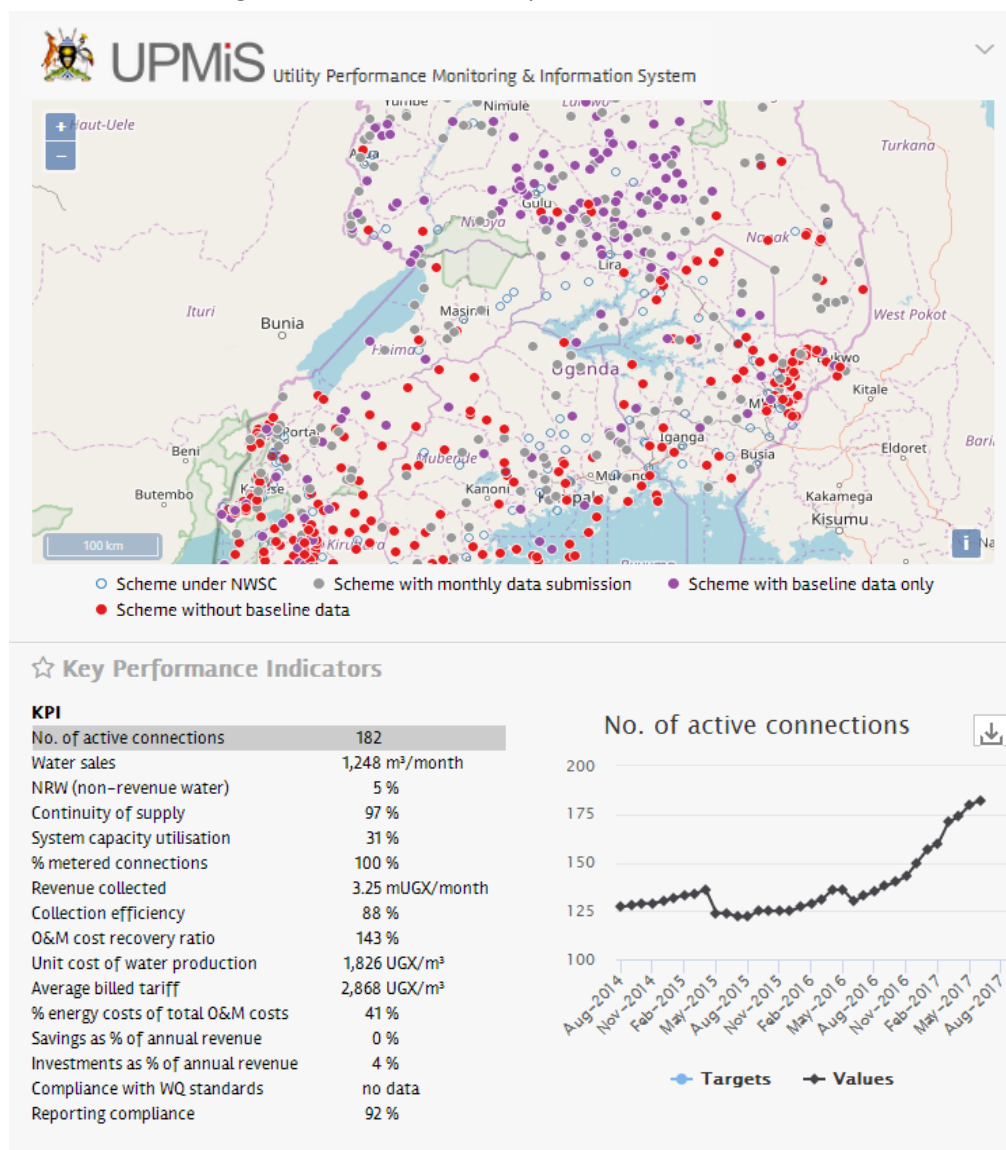 UPMiS Utility Performance Monitoring & Information System
+
−
Haut-Uele
Yumbe
Nimule
Turkana
Gulu
Lira
Ituri
Bunia
West Pokot
Uganda
Kitale
Iganga
Eldoret
Beni
Busia
Mubende
Butembo
Kanoni
Kakamega
Kisumu
100 km
i
Scheme under NWSC
Scheme with monthly data submission
Scheme with baseline data only
Scheme without baseline data
Key Performance Indicators
KPI
No. of active connections 182
Water sales 1,248 m³/month
NRW (non-revenue water) 5 %
Continuity of supply 97 %
System capacity utilisation 31 %
% metered connections 100 %
Revenue collected 3.25 mUGX/month
Collection efficiency 88 %
O&M cost recovery ratio 143 %
Unit cost of water production 1,826 UGX/m³
Average billed tariff 2,868 UGX/m³
% energy costs of total O&M costs 41 %
Savings as % of annual revenue 0 %
Investments as % of annual revenue 4 %
Compliance with WQ standards no data
Reporting compliance 92 %
No. of active connections
200
175
150
125
100
Aug-2014
Nov-2014
Feb-2015
May-2015
Aug-2015
Nov-2015
Feb-2016
May-2016
Aug-2016
Nov-2016
Feb-2017
May-2017
Aug-2017
Targets
Values